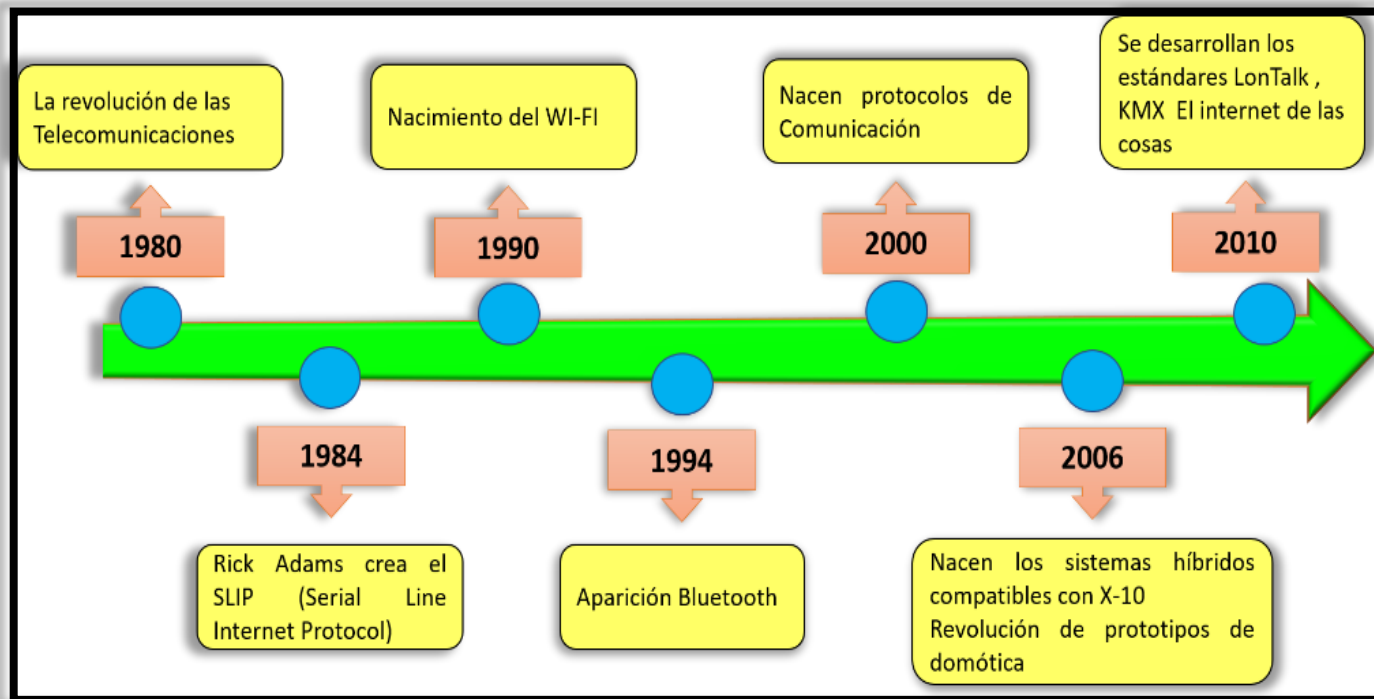 La revolución de las
Telecomunicaciones
Nacimiento del WI-FI
Nacen protocolos de
Comunicación
Se desarrollan los
estándares LonTalk ,
KMX El internet de las
cosas
1980
1990
2000
2010
1984
1994
2006
Rick Adams crea el
SLIP (Serial Line
Internet Protocol)
Aparición Bluetooth
Nacen los sistemas híbridos
compatibles con X-10
Revolución de prototipos de
domótica